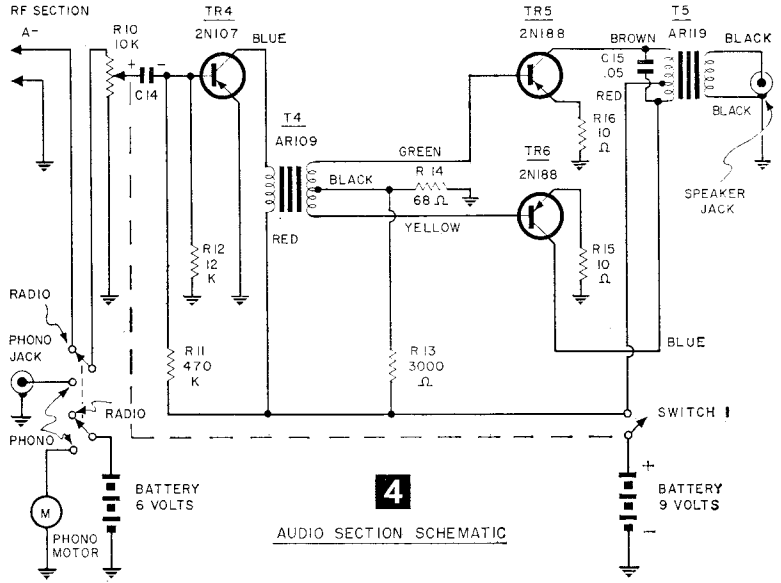 RF SECTION
A-
R10
10K
+
-
C14
TR4
2N107
BLUE
T4
AR109
TR5
2N188
BROWN
C15
.05
RED
T5
AR119
BLACK
BLACK
SPEAKER
JACK
R16
10
Ω
GREEN
BLACK
R 14
68 Ω
YELLOW
TR6
2N188
R15
10
Ω
RED
R12
12
K
RADIO
PHONO
JACK
R11
470
K
R 13
3000
Ω
BLUE
RADIO
PHONO
SWITCH 1
BATTERY
6 VOLTS
M
PHONO
MOTOR
4
AUDIO SECTION SCHEMATIC
+
BATTERY
9 VOLTS
-